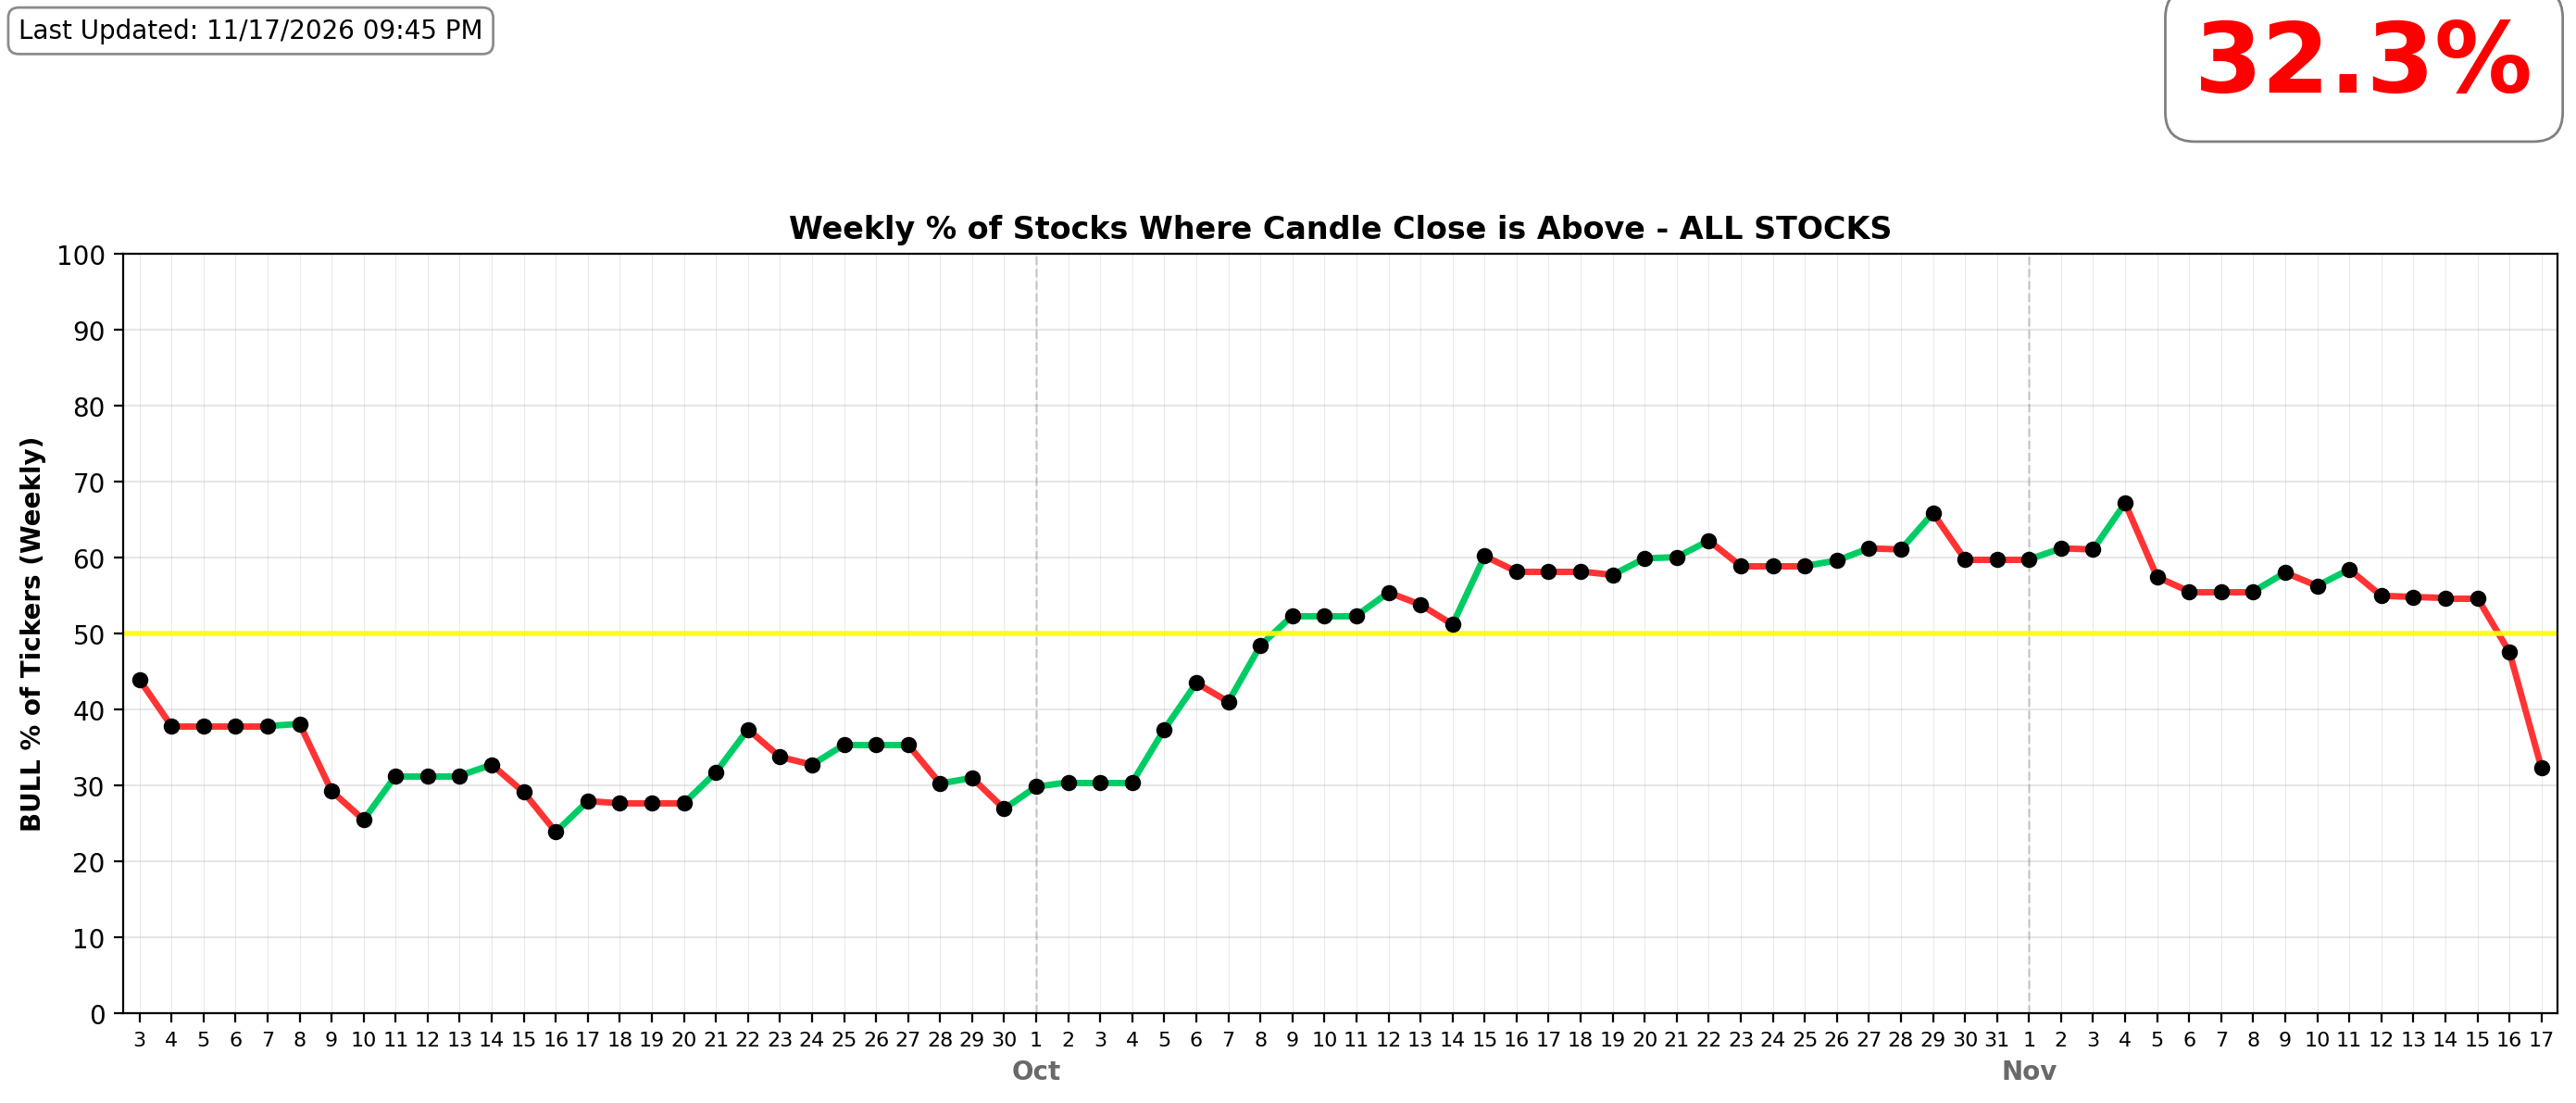 Last Updated: 11/17/2026 09:45 PM
32.3%
Weekly % of Stocks Where Candle Close is Above - ALL STOCKS
BULL % of Tickers (Weekly)
100
90
80
70
60
50
40
30
20
10
0
3 4 5 6 7 8 9 10 11 12 13 14 15 16 17 18 19 20 21 22 23 24 25 26 27 28 29 30 1 2 3 4 5 6 7 8 9 10 11 12 13 14 15 16 17 18 19 20 21 22 23 24 25 26 27 28 29 30 31 1 2 3 4 5 6 7 8 9 10 11 12 13 14 15 16 17
Oct Nov